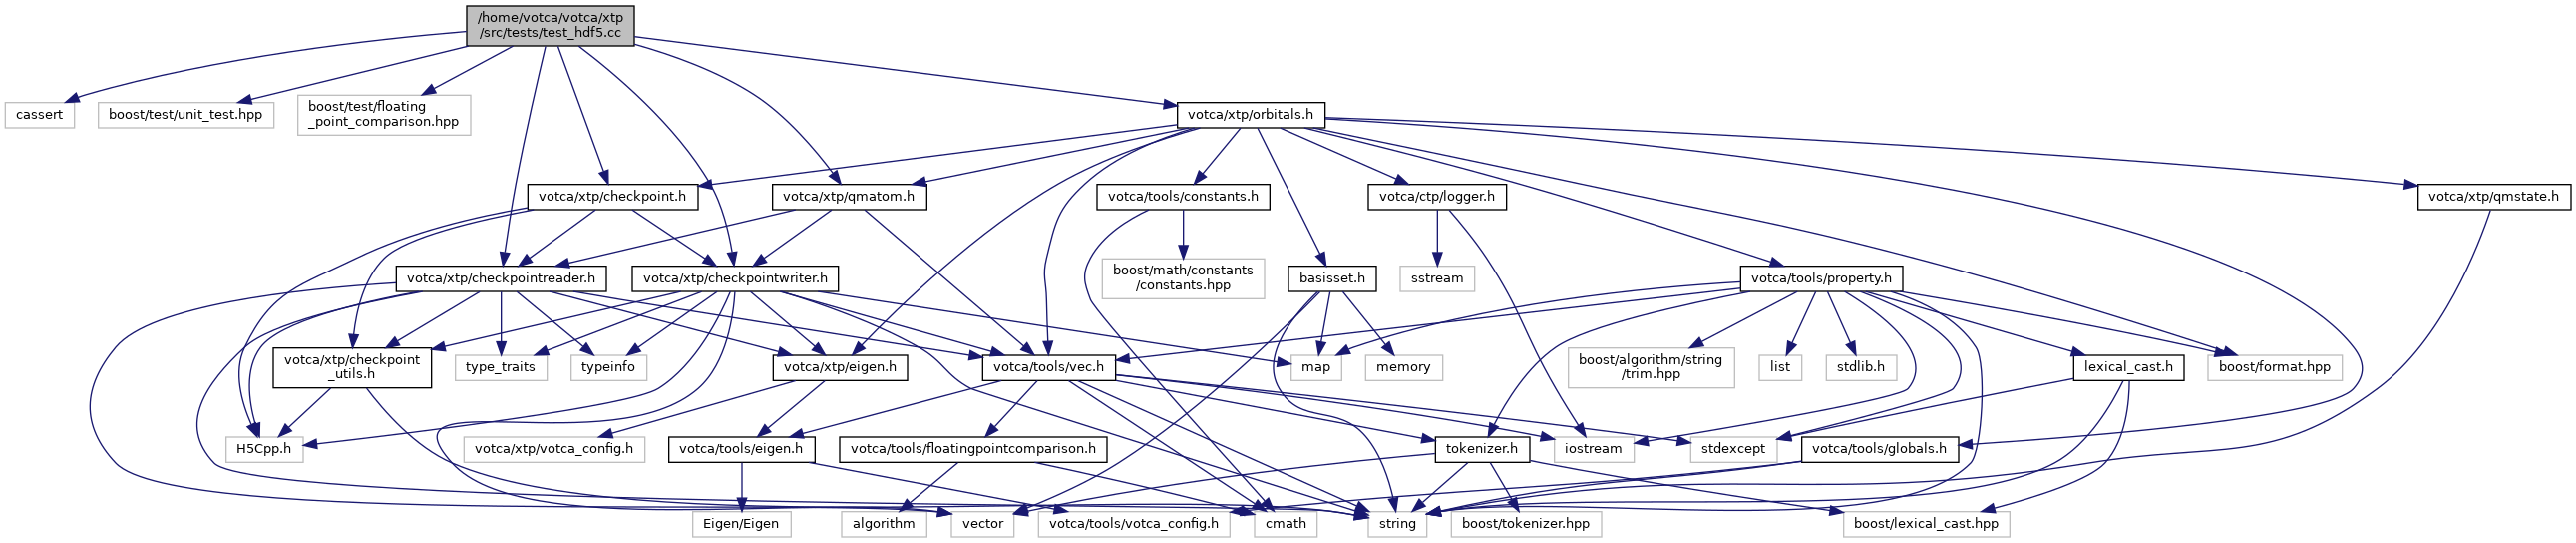 /home/votca/votca/xtp
/src/tests/test_hdf5.cc
cassert
boost/test/unit_test.hpp
boost/test/floating
_point_comparison.hpp
votca/xtp/orbitals.h
votca/xtp/checkpoint.h
votca/xtp/qmatom.h
votca/tools/constants.h
votca/ctp/logger.h
votca/xtp/qmstate.h
votca/xtp/checkpointreader.h
votca/xtp/checkpointwriter.h
boost/math/constants
/constants.hpp
basisset.h
sstream
votca/tools/property.h
votca/xtp/checkpoint
_utils.h
type_traits
typeinfo
votca/xtp/eigen.h
votca/tools/vec.h
map
memory
boost/algorithm/string
/trim.hpp
list
stdlib.h
lexical_cast.h
boost/format.hpp
H5Cpp.h
votca/xtp/votca_config.h
votca/tools/eigen.h
votca/tools/floatingpointcomparison.h
tokenizer.h
iostream
stdexcept
votca/tools/globals.h
Eigen/Eigen
algorithm
vector
votca/tools/votca_config.h
cmath
string
boost/tokenizer.hpp
boost/lexical_cast.hpp